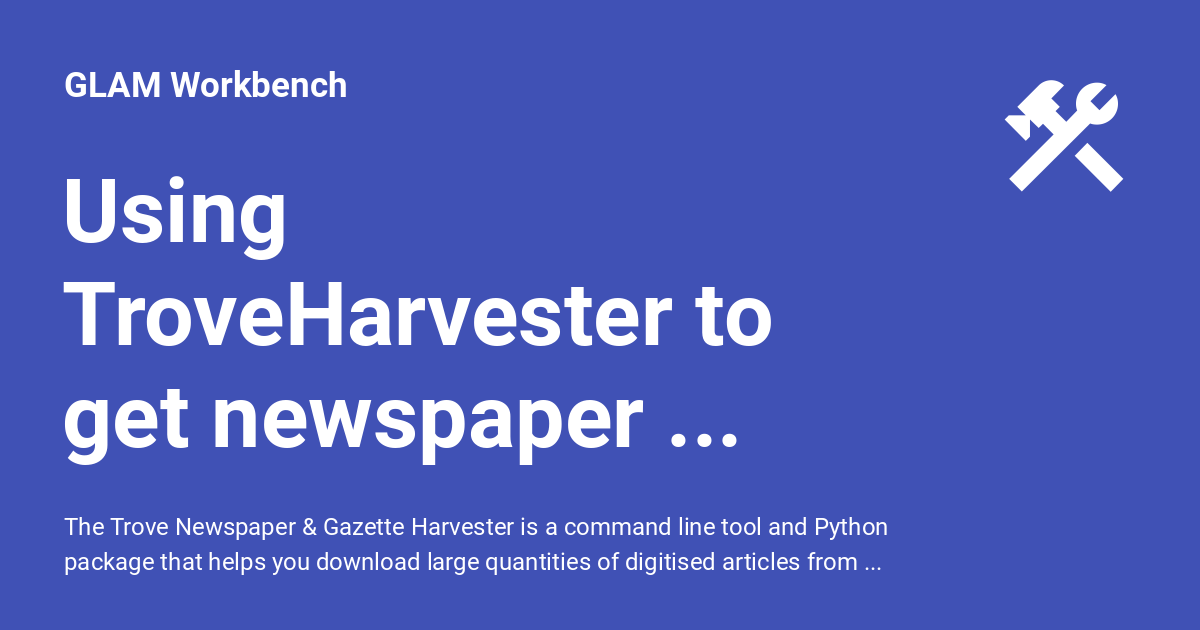 GLAM Workbench
Using
TroveHarvester to
get newspaper ...
The Trove Newspaper & Gazette Harvester is a command line tool and Python
package that helps you download large quantities of digitised articles from ...